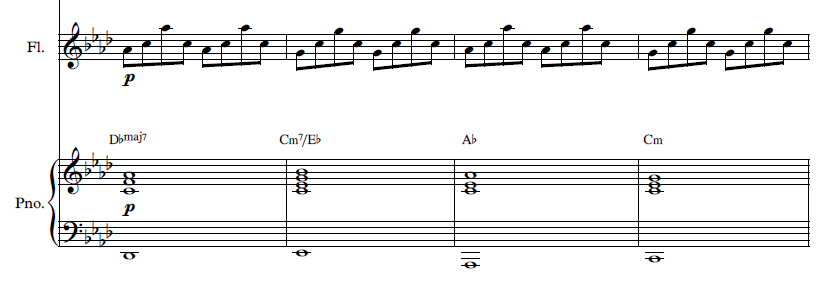 Fl.
p
D♭maj7 Cm7/E♭ A♭ Cm
Pno.
p